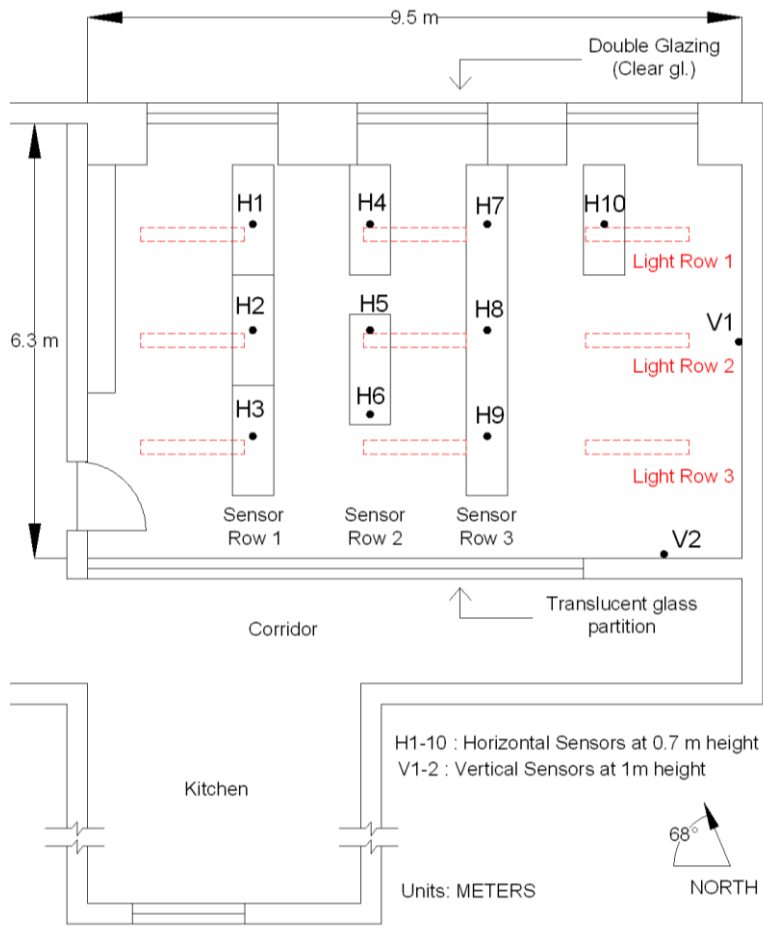 9.5 m
Double Glazing
(Clear gl.)
H1
H4
H7
H10
Light Row 1
6.3 m
H2
H5
H8
V1
Light Row 2
H3
H6
H9
Light Row 3
Sensor
Row 1
Sensor
Row 2
Sensor
Row 3
V2
Translucent glass
partition
Corridor
H1-10 : Horizontal Sensors at 0.7 m height
V1-2 : Vertical Sensors at 1m height
Kitchen
68°
Units: METERS
NORTH